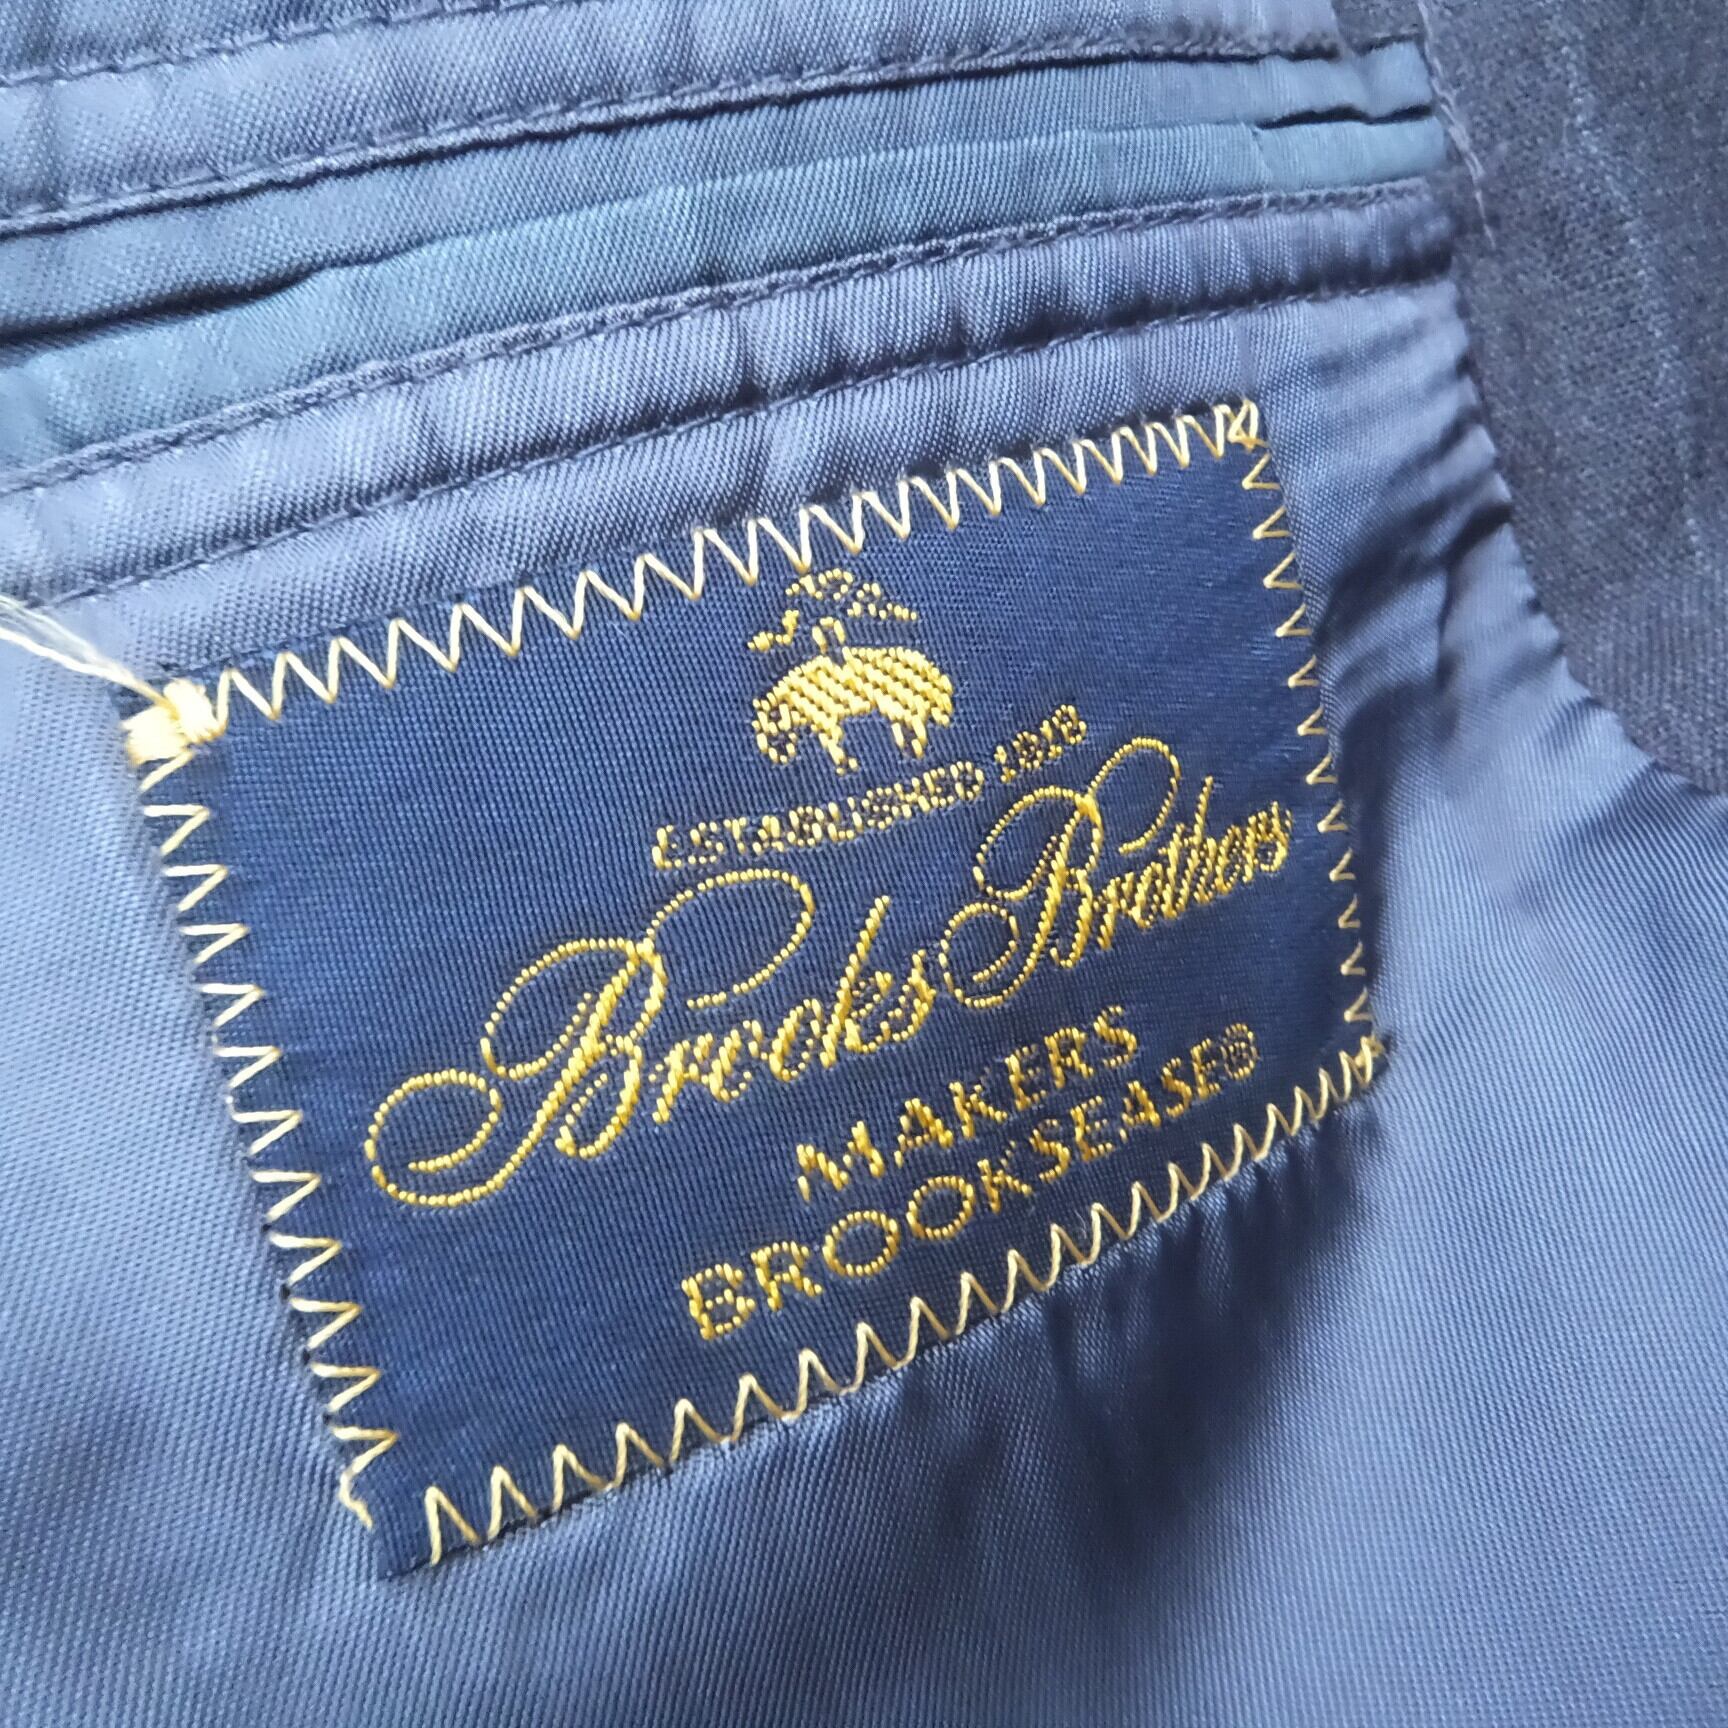 ESTABLISHED 1818
Brooks Brothers
MAKERS
BROOKSEASE®